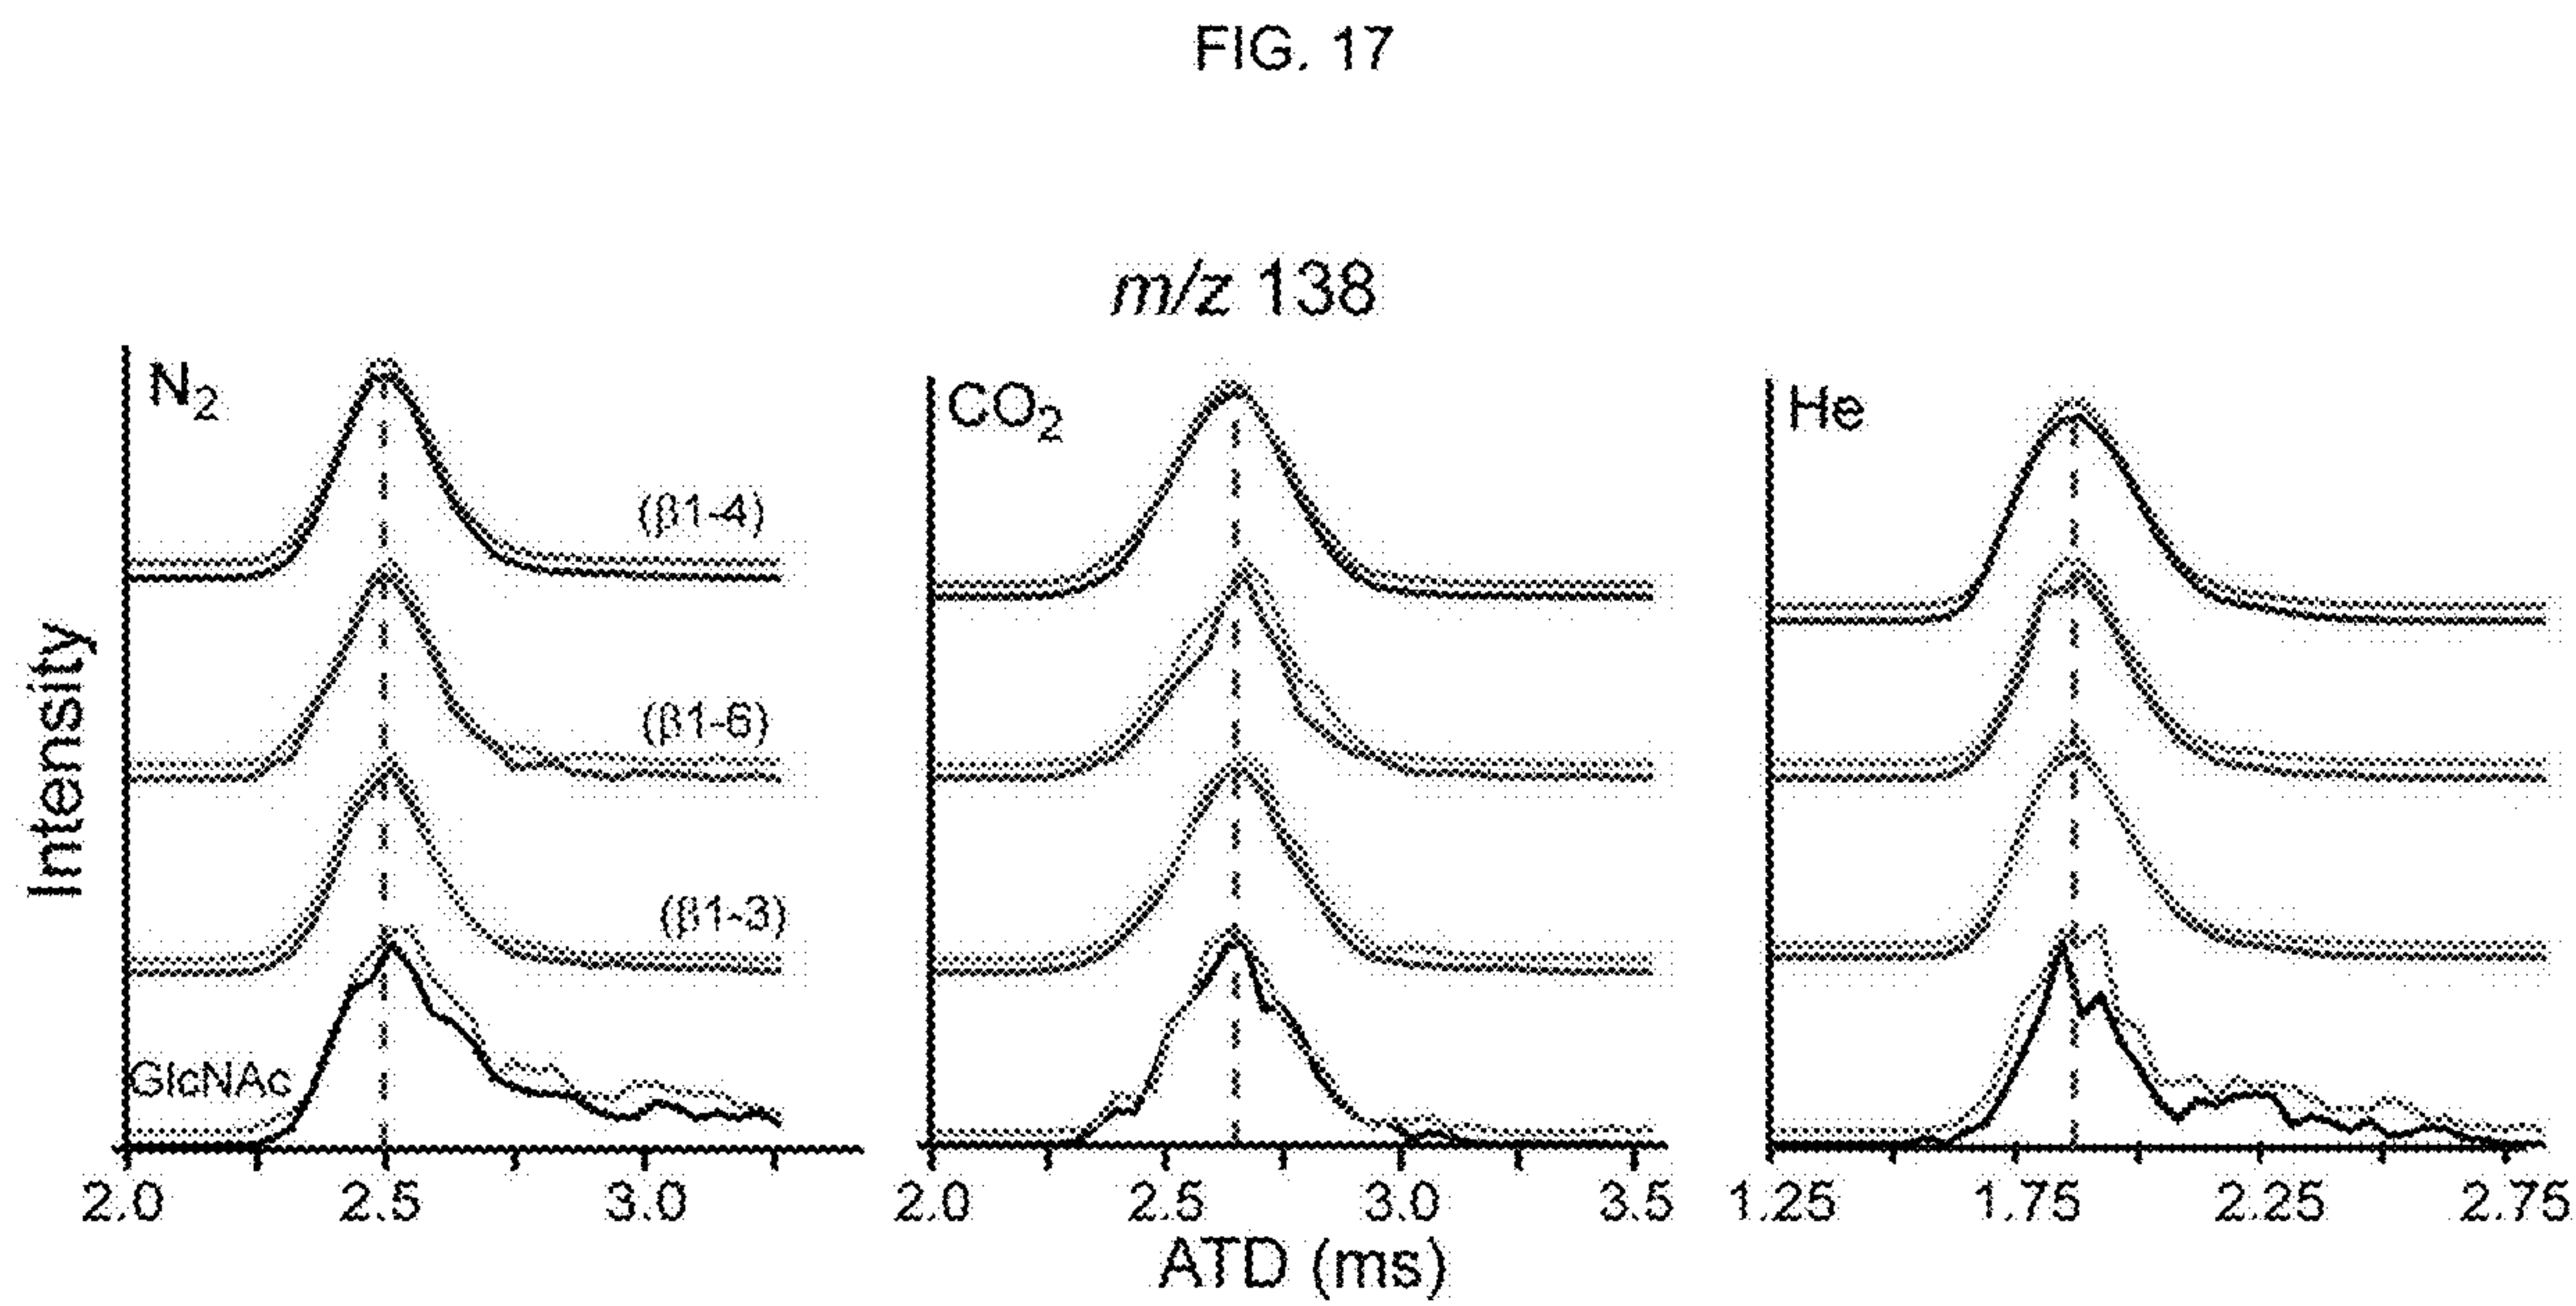 FIG. 17
m/z 138
N2
CO2
He
(β1-4)
(β1-6)
(β1-3)
GlcNAc
Intensity
2.0 2.5 3.0
2.0 2.5 3.0 3.5
1.25 1.75 2.25 2.75
ATD (ms)